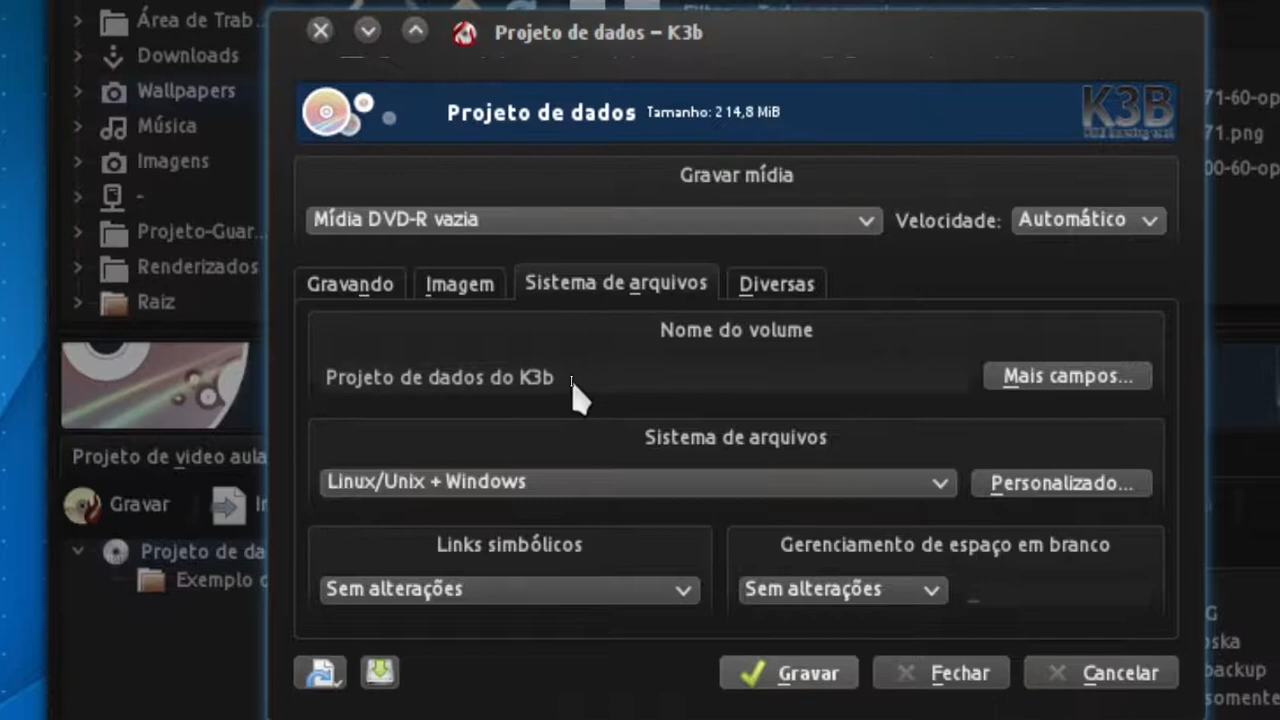 Área de Trab...
Downloads
Wallpapers
Música
Imagens
-
Projeto-Guar...
Renderizados
Raiz
Projeto de video aula
Gravar
Projeto de da
Exemplo
Projeto de dados – K3b
Projeto de dados Tamanho: 214,8 MiB
K3B
Gravar mídia
Mídia DVD-R vazia
Velocidade: Automático
Gravando Imagem Sistema de arquivos Diversas
Nome do volume
Projeto de dados do K3b Mais campos...
Sistema de arquivos
Linux/Unix + Windows Personalizado...
Links simbólicos Gerenciamento de espaço em branco
Sem alterações Sem alterações _
Gravar Fechar Cancelar
71-60-op
71.png
00-60-op
G
oska
backup
somente